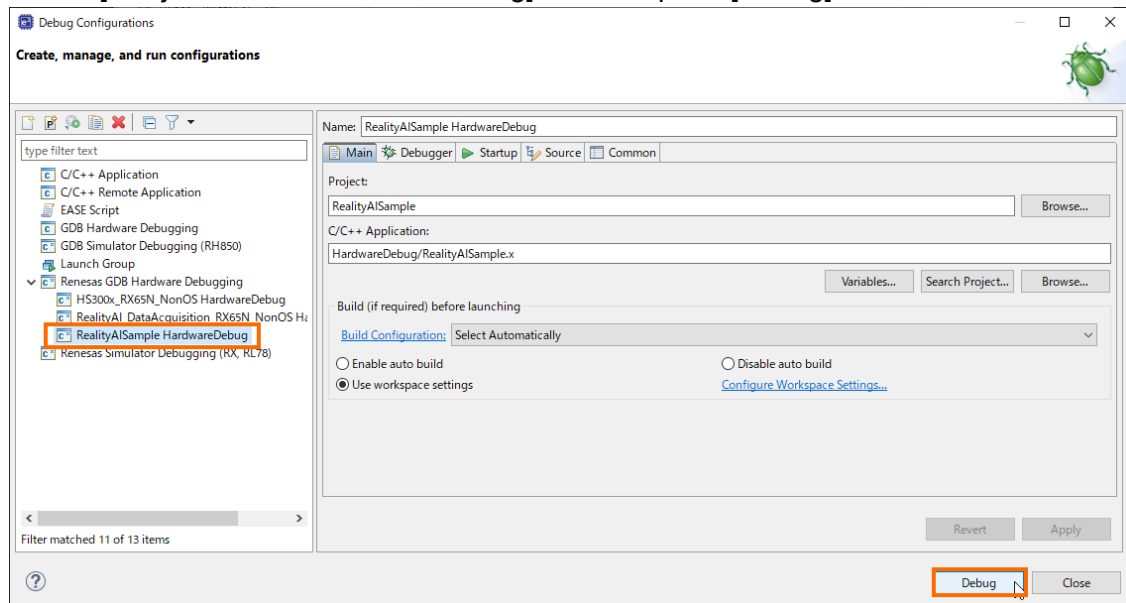 Debug Configurations
Create, manage, and run configurations
type filter text
C/C++ Application
C/C++ Remote Application
EASE Script
GDB Hardware Debugging
GDB Simulator Debugging (RH850)
Launch Group
Renesas GDB Hardware Debugging
HS300x_RX65N_NonOS HardwareDebug
RealityAI_DataAcquisition_RX65N_NonOS Ha
RealityAISample HardwareDebug
Renesas Simulator Debugging (RX, RL78)
Filter matched 11 of 13 items
Name: RealityAISample HardwareDebug
Main Debugger Startup Source Common
Project:
RealityAISample Browse...
C/C++ Application:
HardwareDebug/RealityAISample.x
Variables... Search Project... Browse...
Build (if required) before launching
Build Configuration: Select Automatically
Enable auto build Disable auto build
Use workspace settings Configure Workspace Settings...
Revert Apply
Debug Close